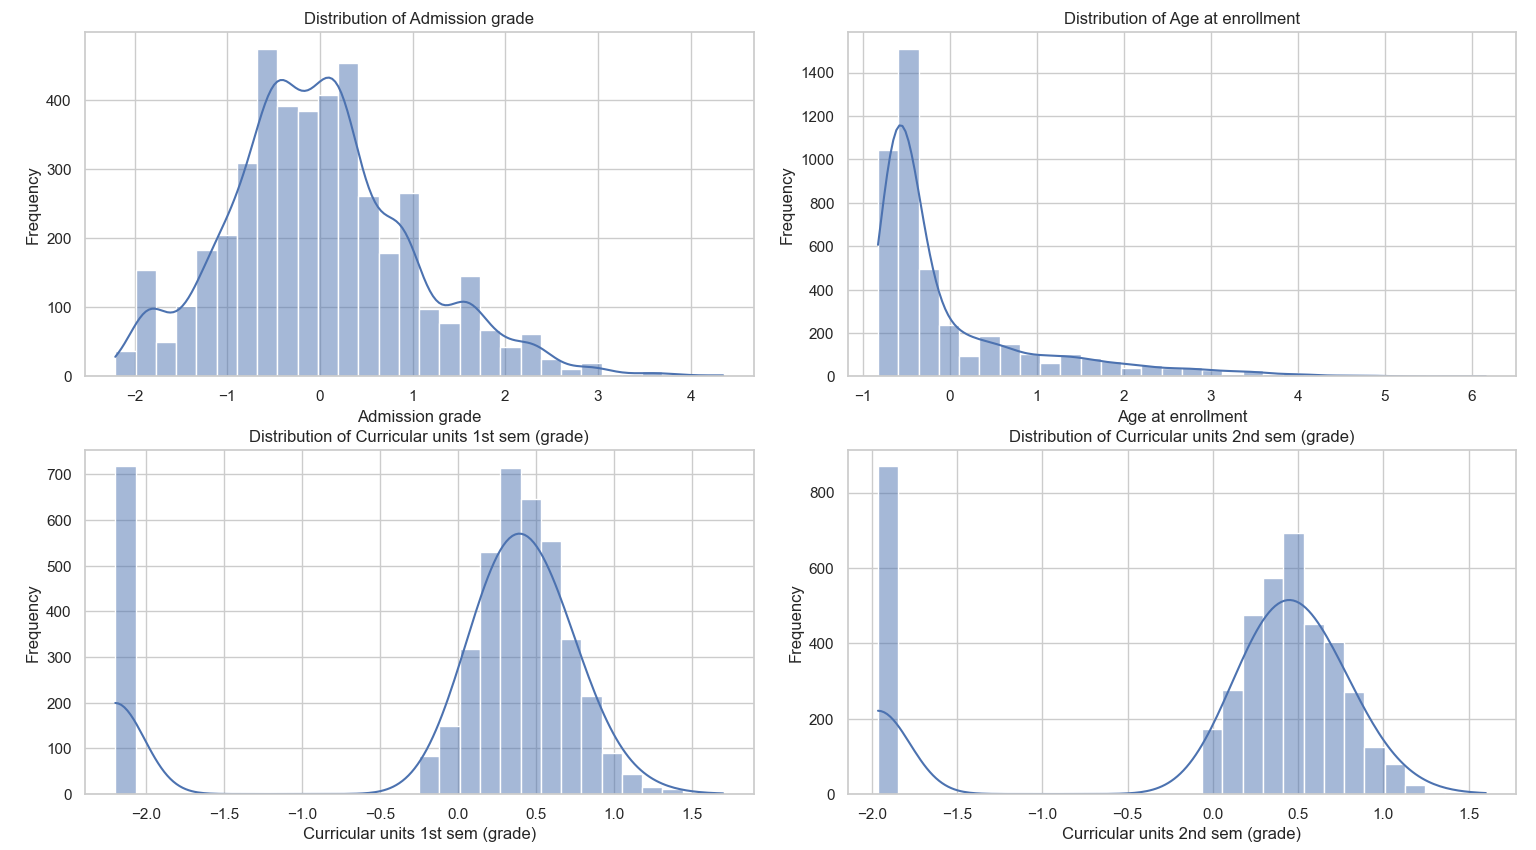 Distribution of Admission grade
Frequency
400
300
200
100
0
−2 −1 0 1 2 3 4
Admission grade
Distribution of Age at enrollment
Frequency
1400
1200
1000
800
600
400
200
0
−1 0 1 2 3 4 5 6
Age at enrollment
Distribution of Curricular units 1st sem (grade)
Frequency
700
600
500
400
300
200
100
0
−2.0 −1.5 −1.0 −0.5 0.0 0.5 1.0 1.5
Curricular units 1st sem (grade)
Distribution of Curricular units 2nd sem (grade)
Frequency
800
600
400
200
0
−2.0 −1.5 −1.0 −0.5 0.0 0.5 1.0 1.5
Curricular units 2nd sem (grade)